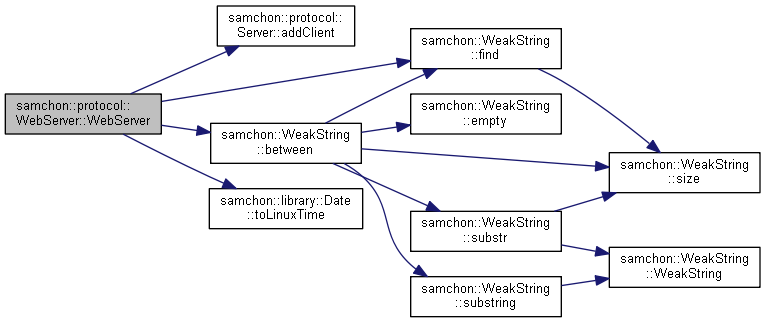 samchon::protocol::
WebServer::WebServer
samchon::protocol::
Server::addClient
samchon::WeakString
::between
samchon::library::Date
::toLinuxTime
samchon::WeakString
::find
samchon::WeakString
::empty
samchon::WeakString
::substr
samchon::WeakString
::substring
samchon::WeakString
::size
samchon::WeakString
::WeakString